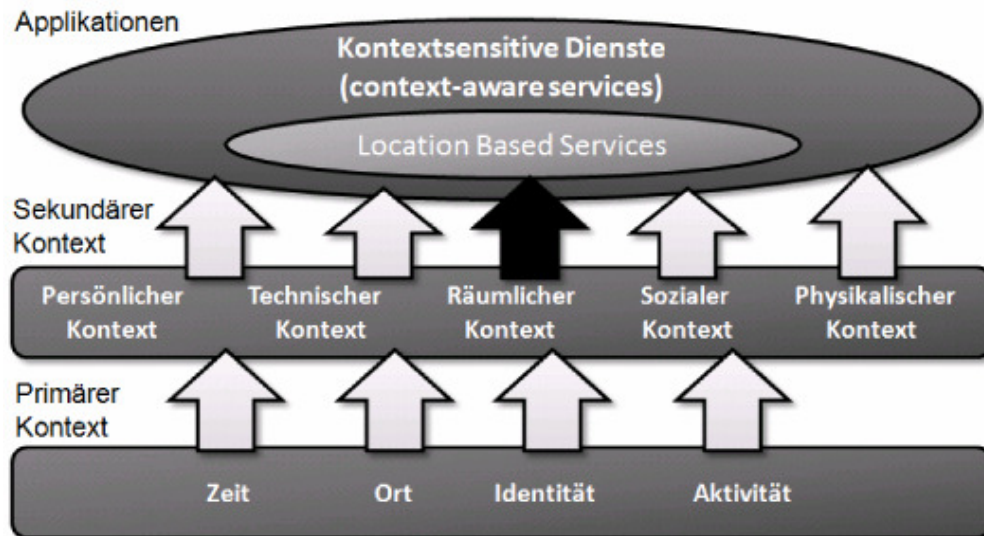 Applikationen
Kontextsensitive Dienste
(context-aware services)
Location Based Services
Sekundärer
Kontext
Persönlicher
Kontext
Technischer
Kontext
Räumlicher
Kontext
Sozialer
Kontext
Physikalischer
Kontext
Primärer
Kontext
Zeit
Ort
Identität
Aktivität